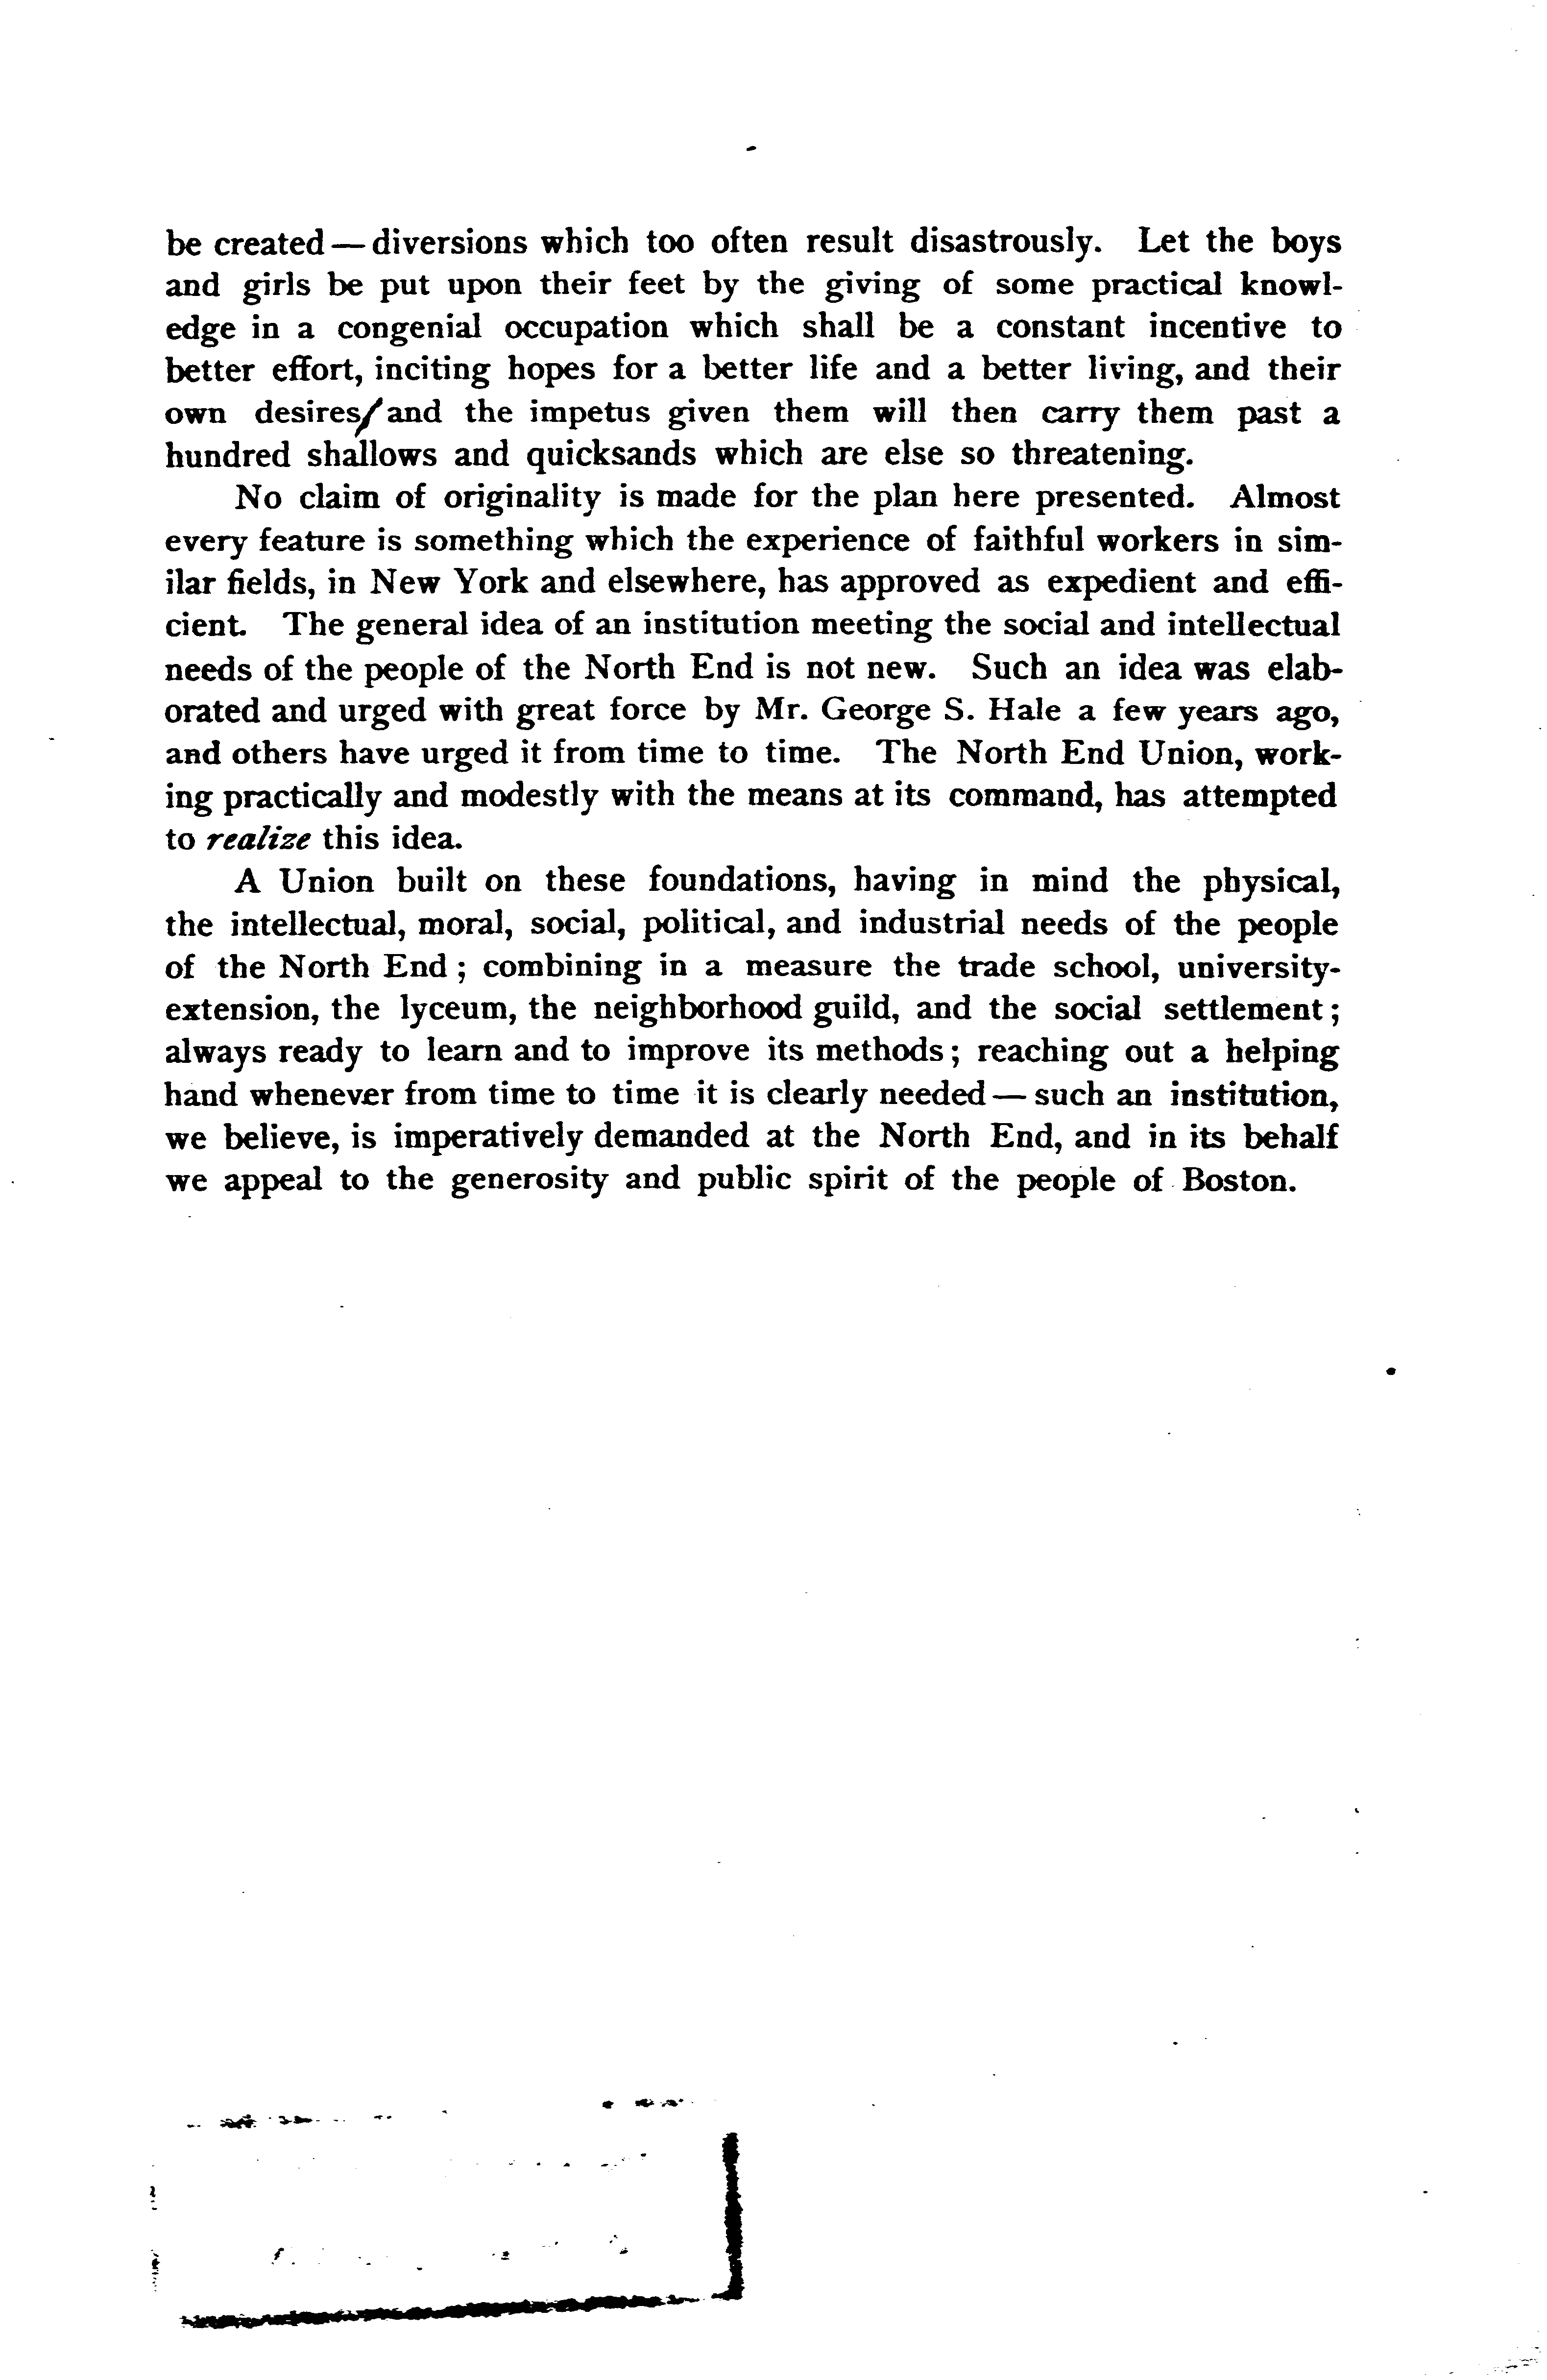 be created — diversions which too often result disastrously. Let the boys
and girls be put upon their feet by the giving of some practical knowl-
edge in a congenial occupation which shall be a constant incentive to
better effort, inciting hopes for a better life and a better living, and their
own desires/and the impetus given them will then carry them past a
hundred shallows and quicksands which are else so threatening.
No claim of originality is made for the plan here presented. Almost
every feature is something which the experience of faithful workers in sim-
ilar fields, in New York and elsewhere, has approved as expedient and effi-
cient. The general idea of an institution meeting the social and intellectual
needs of the people of the North End is not new. Such an idea was elab-
orated and urged with great force by Mr. George S. Hale a few years ago,
and others have urged it from time to time. The North End Union, work-
ing practically and modestly with the means at its command, has attempted
to realize this idea.
A Union built on these foundations, having in mind the physical,
the intellectual, moral, social, political, and industrial needs of the people
of the North End ; combining in a measure the trade school, university-
extension, the lyceum, the neighborhood guild, and the social settlement ;
always ready to learn and to improve its methods ; reaching out a helping
hand whenever from time to time it is clearly needed — such an institution,
we believe, is imperatively demanded at the North End, and in its behalf
we appeal to the generosity and public spirit of the people of Boston.